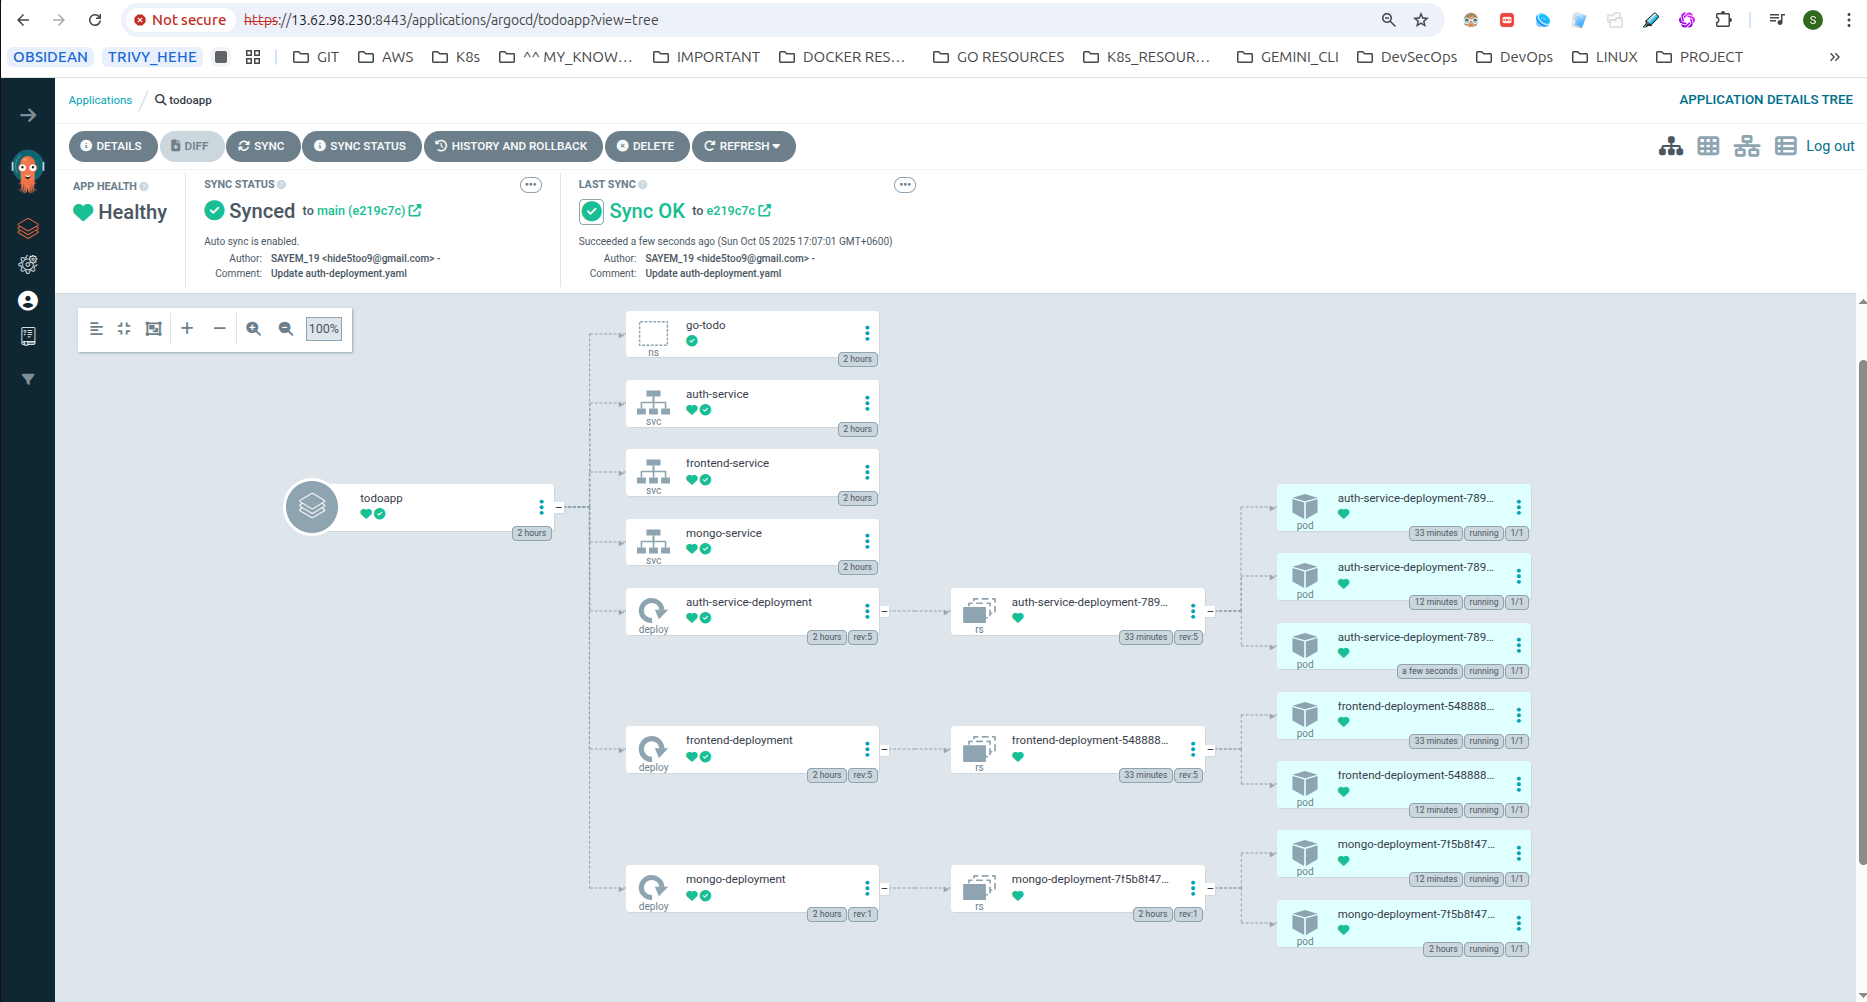 Not secure https://13.62.98.230:8443/applications/argocd/todoapp?view=tree S
OBSIDEAN TRIVY_HEHE GIT AWS K8s ^^ MY_KNOW... IMPORTANT DOCKER RES... GO RESOURCES K8s_RESOUR... GEMINI_CLI DevSecOps DevOps LINUX PROJECT »
Applications / todoapp APPLICATION DETAILS TREE
DETAILS DIFF SYNC SYNC STATUS HISTORY AND ROLLBACK DELETE REFRESH Log out
APP HEALTH
Healthy
SYNC STATUS
Synced to main (e219c7c)
Auto sync is enabled.
Author: SAYEM_19 <hide5too9@gmail.com> -
Comment: Update auth-deployment.yaml
LAST SYNC
Sync OK to e219c7c
Succeeded a few seconds ago (Sun Oct 05 2025 17:07:01 GMT+0600)
Author: SAYEM_19 <hide5too9@gmail.com> -
Comment: Update auth-deployment.yaml
100%
todoapp
2 hours
go-todo
ns
2 hours
auth-service
svc
2 hours
frontend-service
svc
2 hours
mongo-service
svc
2 hours
auth-service-deployment
deploy
2 hours rev:5
auth-service-deployment-789...
rs
33 minutes rev:5
auth-service-deployment-789...
pod
33 minutes running 1/1
auth-service-deployment-789...
pod
12 minutes running 1/1
auth-service-deployment-789...
pod
a few seconds running 1/1
frontend-deployment
deploy
2 hours rev:5
frontend-deployment-548888...
rs
33 minutes rev:5
frontend-deployment-548888...
pod
33 minutes running 1/1
frontend-deployment-548888...
pod
12 minutes running 1/1
mongo-deployment
deploy
2 hours rev:1
mongo-deployment-7f5b8f47...
rs
2 hours rev:1
mongo-deployment-7f5b8f47...
pod
12 minutes running 1/1
mongo-deployment-7f5b8f47...
pod
2 hours running 1/1